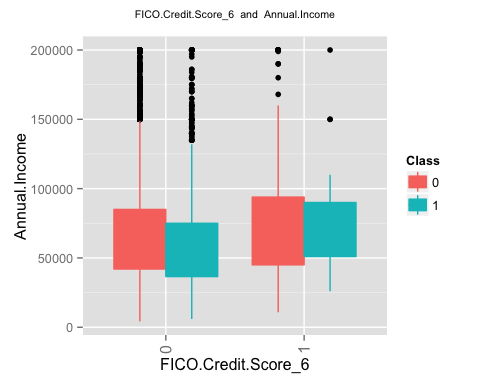 FICO.Credit.Score_6 and Annual.Income
200000
150000
100000
50000
0
Annual.Income
0
1
FICO.Credit.Score_6
Class
0
1